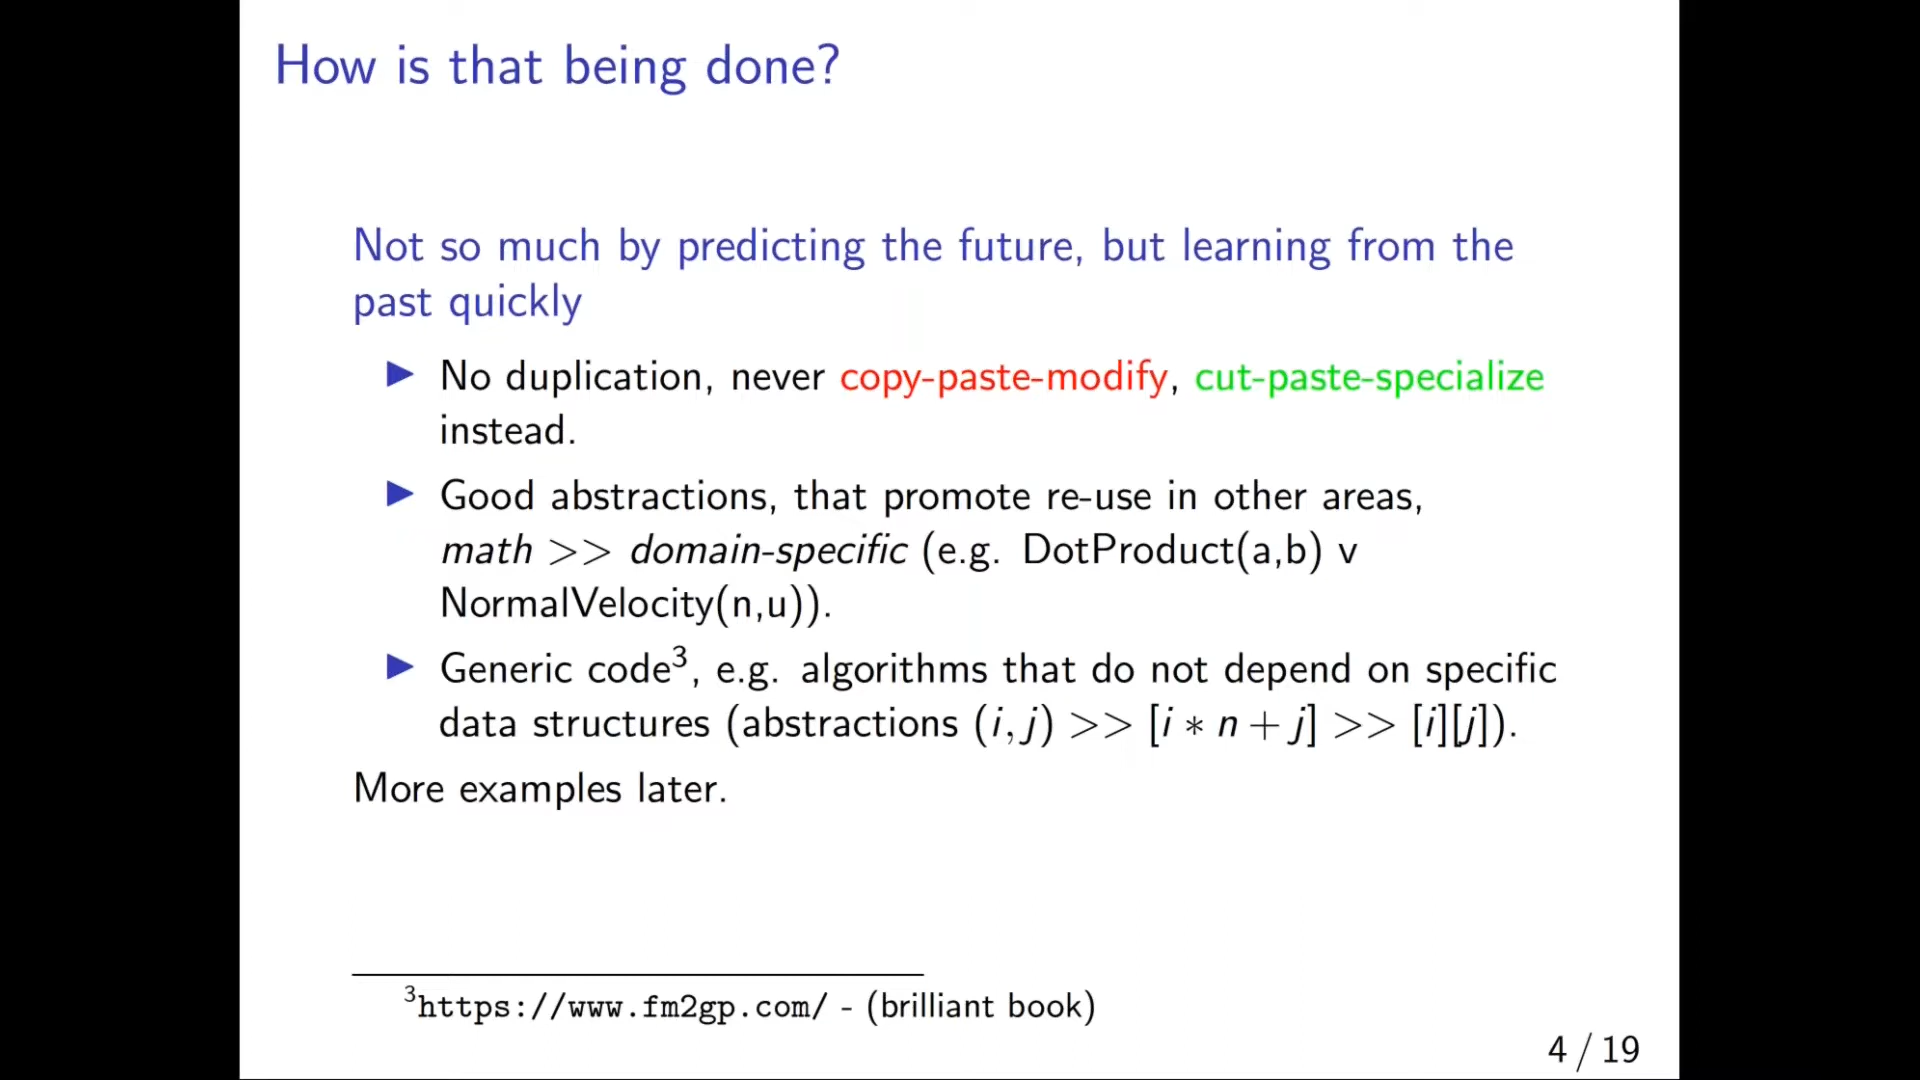 How is that being done?
Not so much by predicting the future, but learning from the
past quickly
▶ No duplication, never copy-paste-modify, cut-paste-specialize
instead.
▶ Good abstractions, that promote re-use in other areas,
math >> domain-specific (e.g. DotProduct(a,b) v
NormalVelocity(n,u)).
▶ Generic code³, e.g. algorithms that do not depend on specific
data structures (abstractions (i, j) >> [i * n + j] >> [i][j]).
More examples later.
³https://www.fm2gp.com/ - (brilliant book)
4 / 19